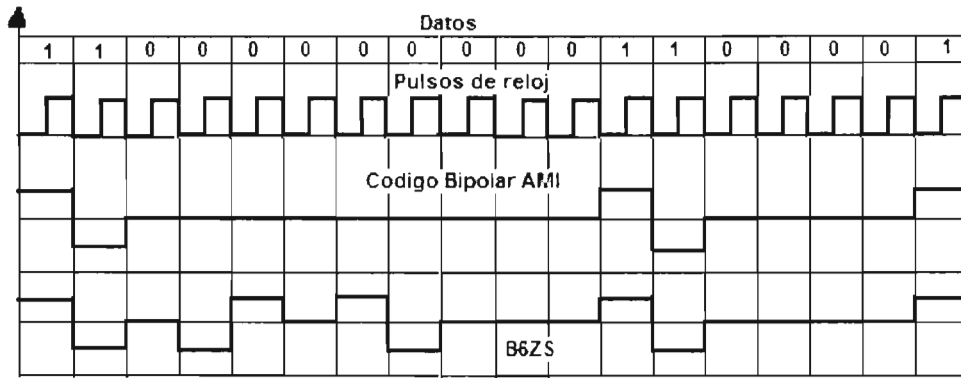 Datos
1 1 0 0 0 0 0 0 0 0 0 1 1 0 0 0 0 1
Pulsos de reloj
Codigo Bipolar AMI
B6ZS